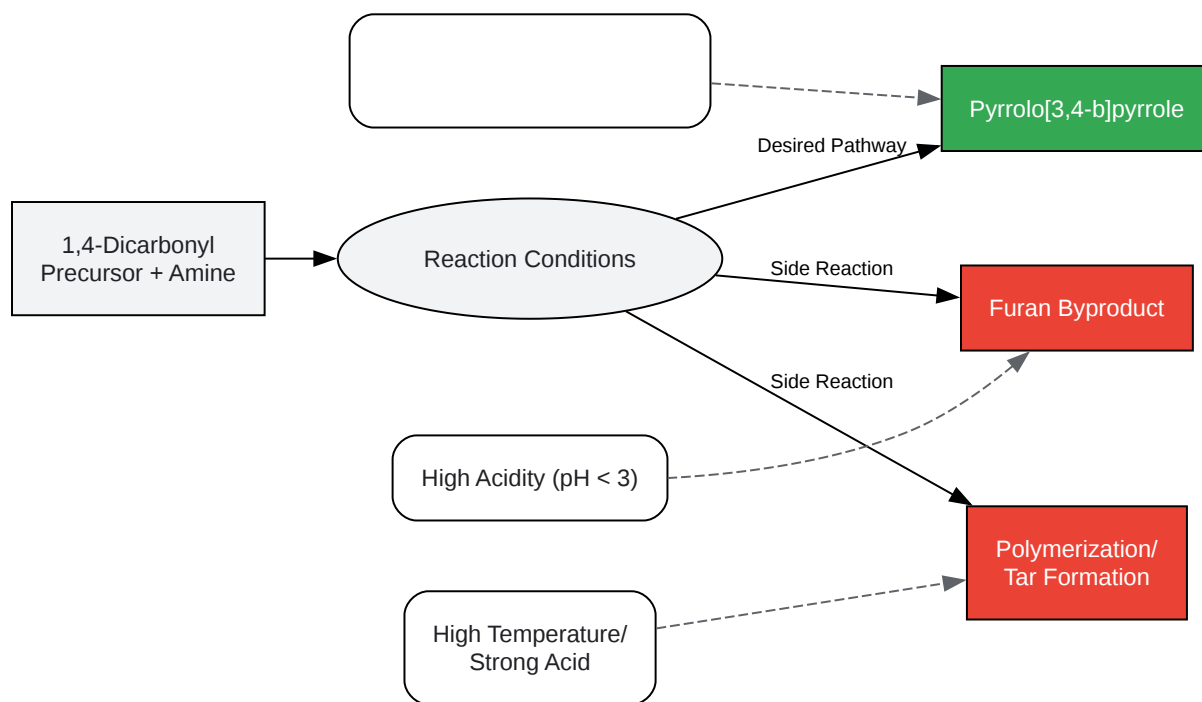 Pyrrolo[3,4-b]pyrrole
Desired Pathway
1,4-Dicarbonyl
Precursor + Amine
Reaction Conditions
Side Reaction
Furan Byproduct
Side Reaction
High Acidity (pH < 3)
Polymerization/
Tar Formation
High Temperature/
Strong Acid